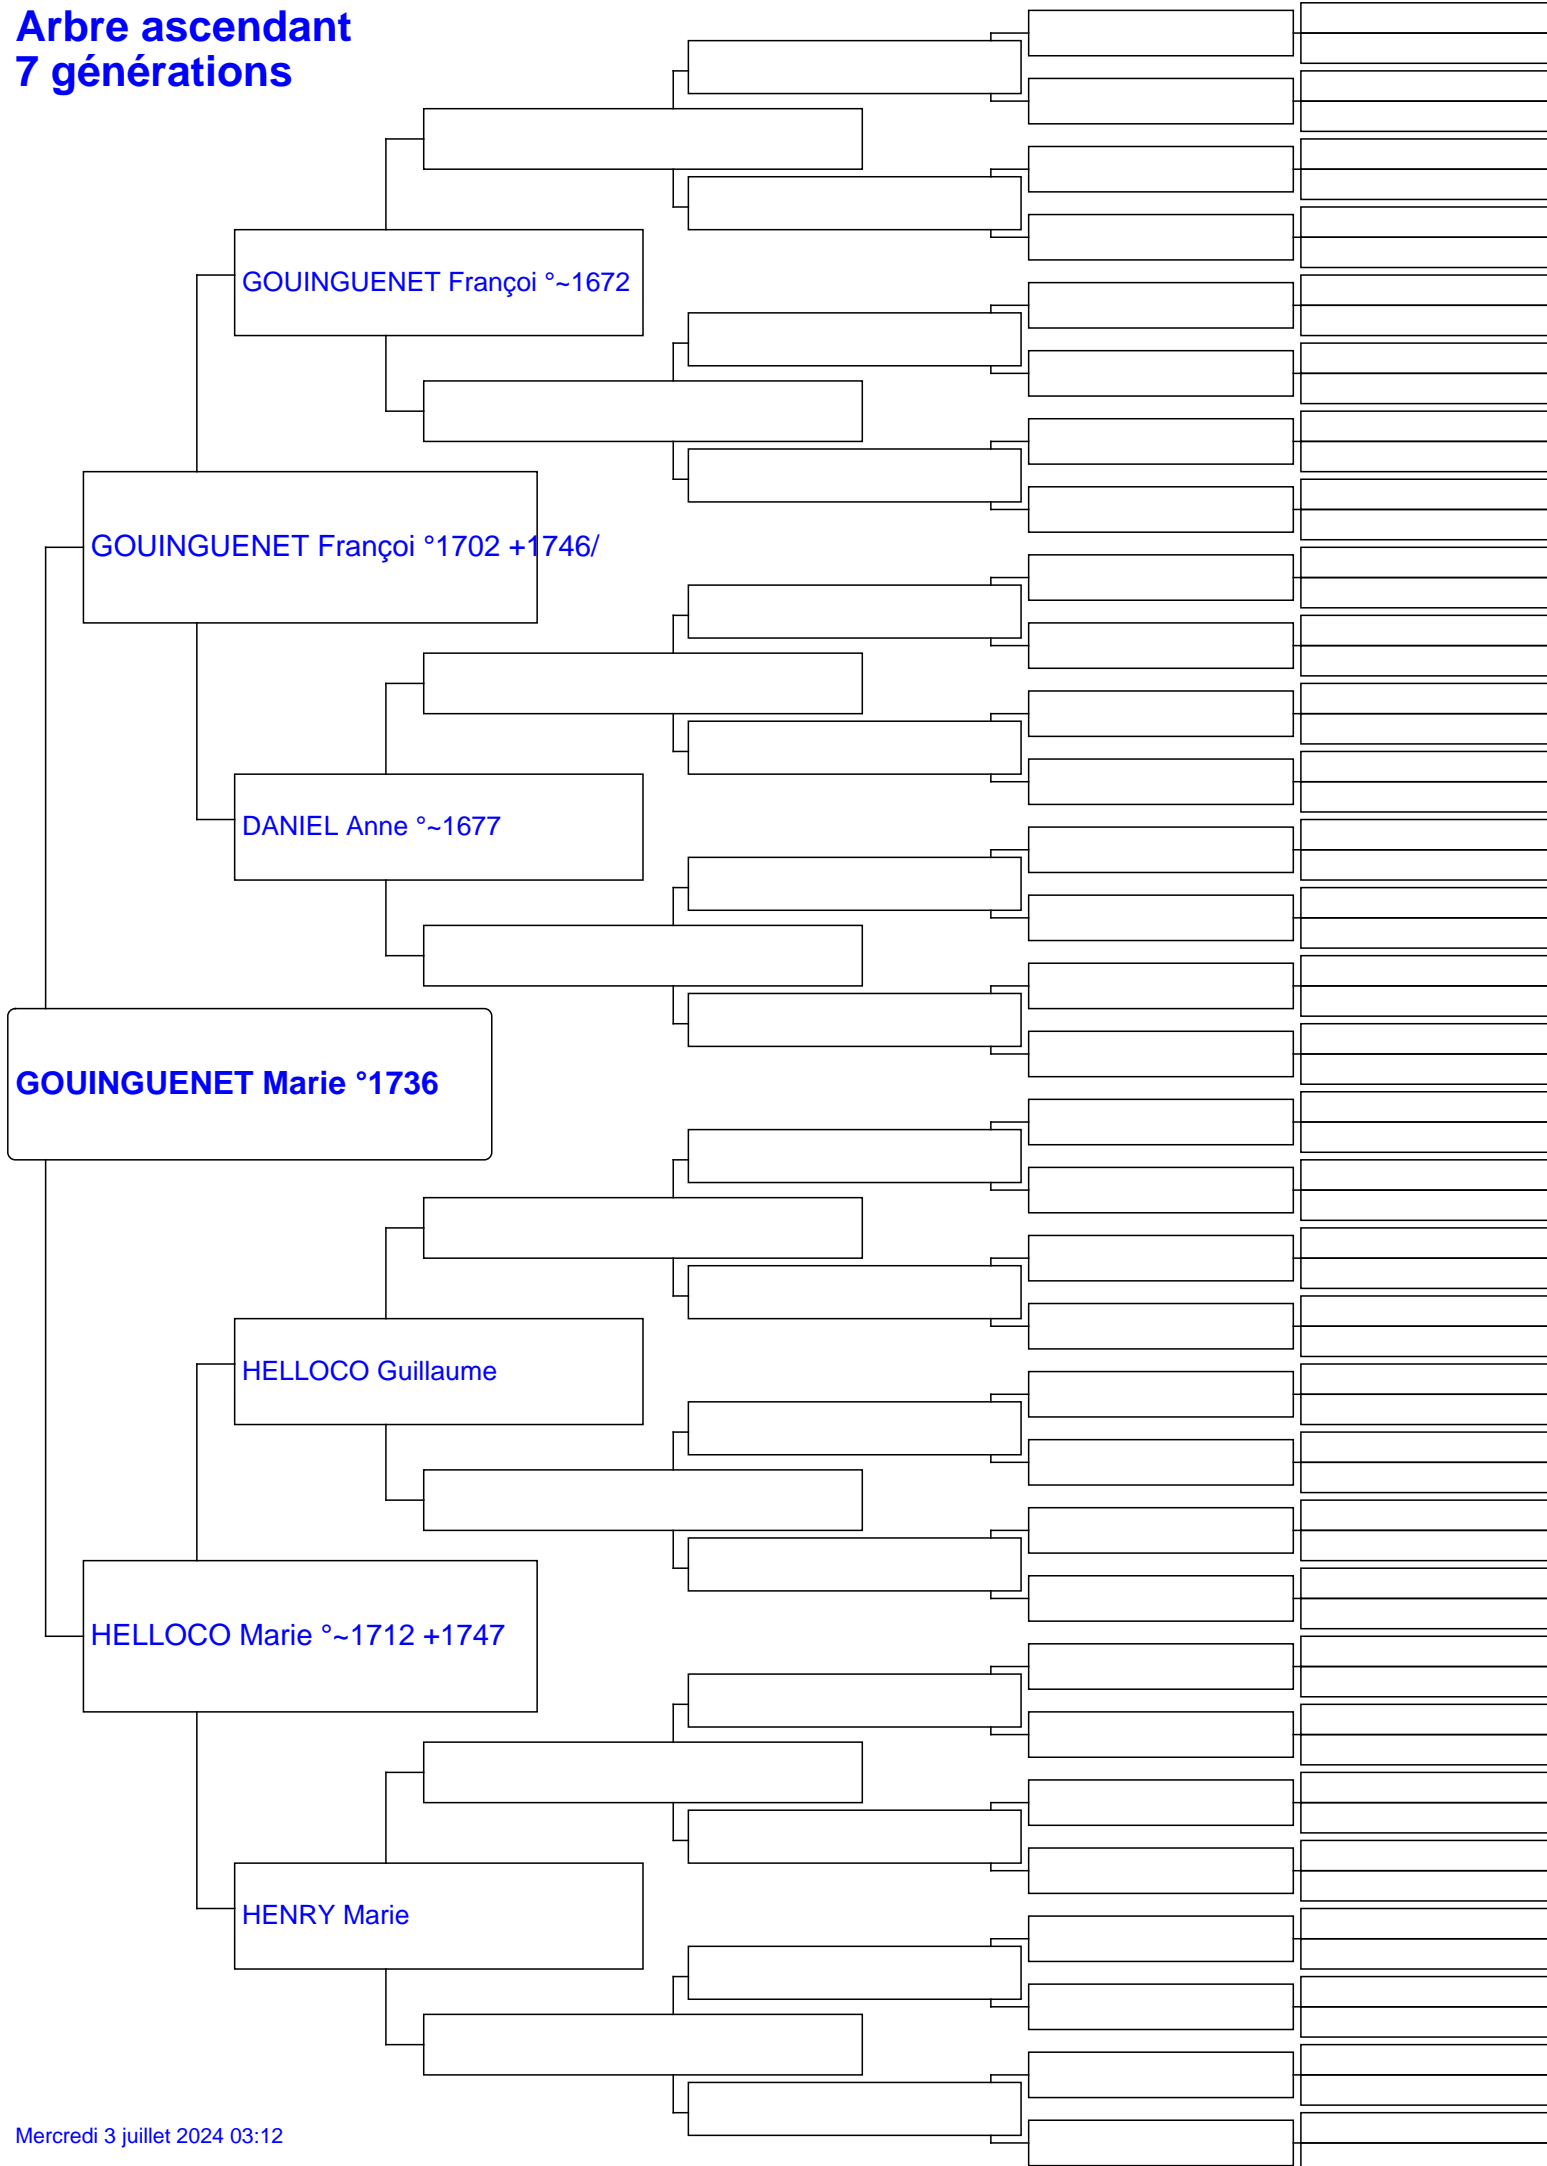 Arbre ascendant
7 générations
GOUINGUENET Françoi °~1672
GOUINGUENET Françoi °1702 +1746/
DANIEL Anne °~1677
GOUINGUENET Marie °1736
HELLOCO Guillaume
HELLOCO Marie °~1712 +1747
HENRY Marie
Mercredi 3 juillet 2024 03:12